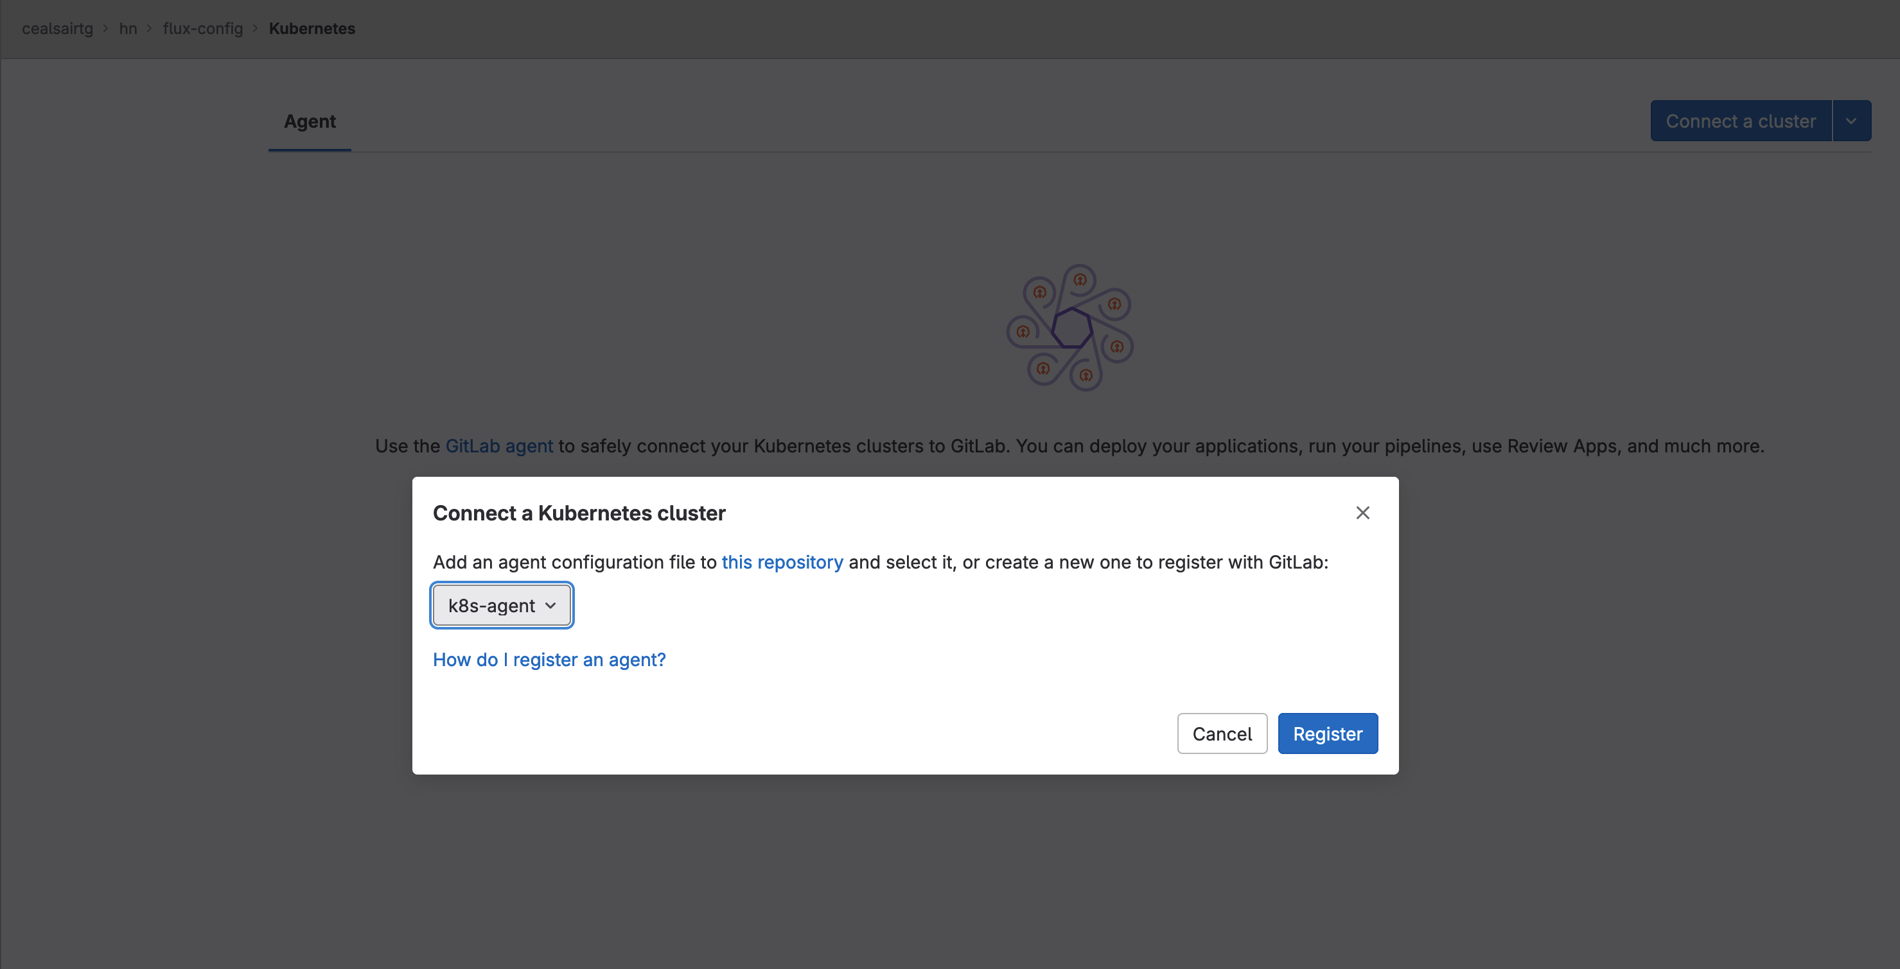 cealsairtg > hn > flux-config > Kubernetes
Agent
Connect a cluster
Use the GitLab agent to safely connect your Kubernetes clusters to GitLab. You can deploy your applications, run your pipelines, use Review Apps, and much more.
Connect a Kubernetes cluster
Add an agent configuration file to this repository and select it, or create a new one to register with GitLab:
k8s-agent
How do I register an agent?
Cancel
Register